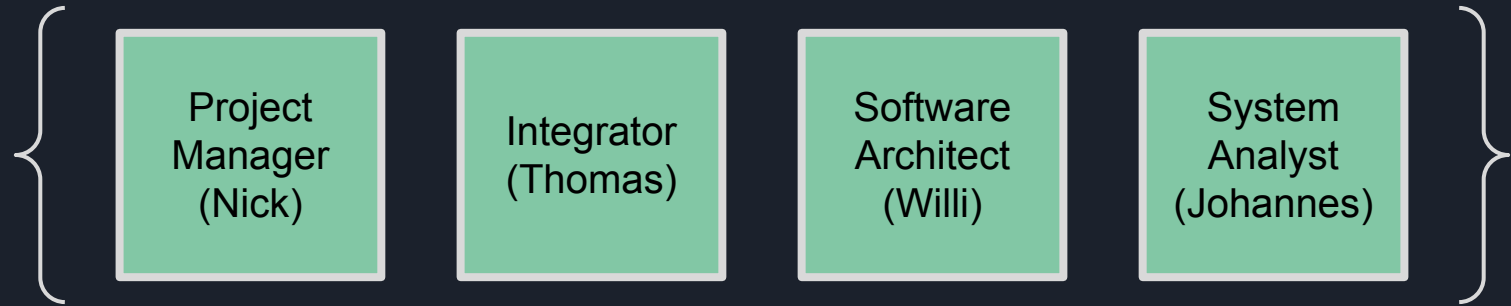 Project
Manager
(Nick)
Integrator
(Thomas)
Software
Architect
(Willi)
System
Analyst
(Johannes)